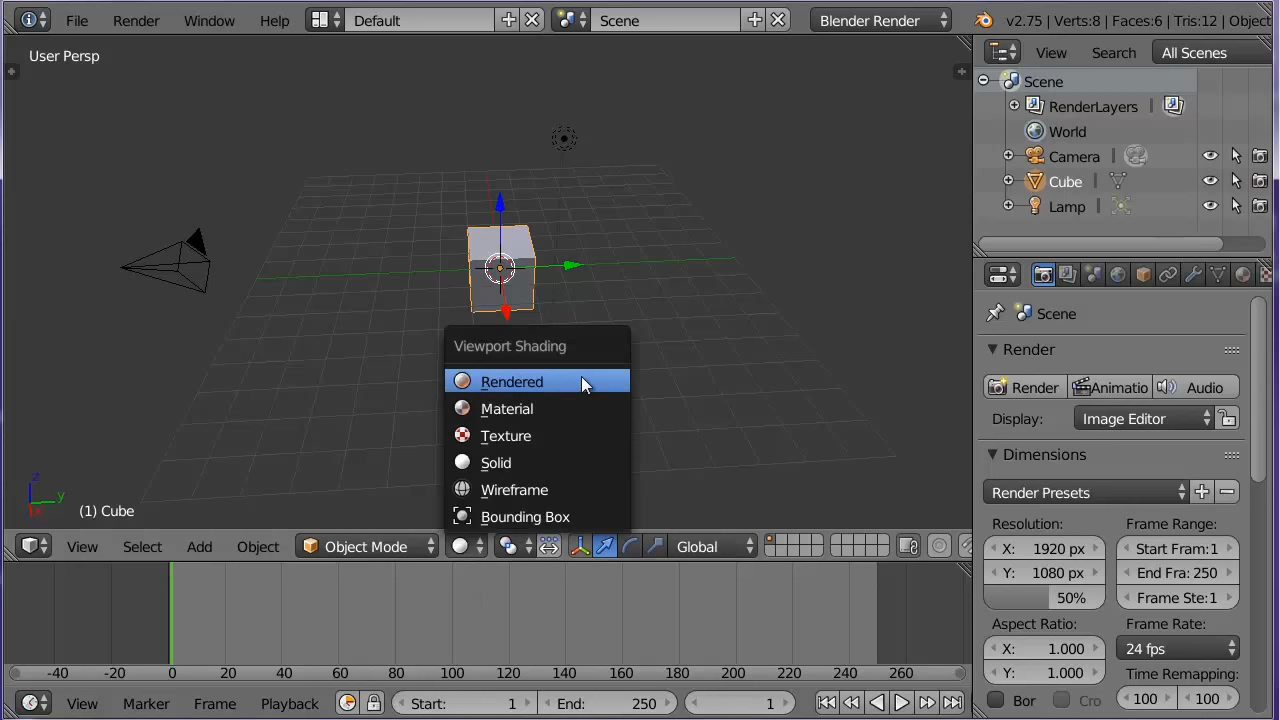 File Render Window Help Default Scene Blender Render v2.75 | Verts:8 | Faces:6 | Tris:12 | Object
User Persp
View Search All Scenes
Scene
RenderLayers
World
Camera
Cube
Lamp
Scene
Render
Render Animatio Audio
Display: Image Editor
Dimensions
Render Presets
Resolution: Frame Range:
X: 1920 px Start Fram:1
Y: 1080 px End Fra: 250
50% Frame Ste:1
Aspect Ratio: Frame Rate:
X: 1.000 24 fps
Y: 1.000 Time Remapping:
Bor Cro 100 100
Viewport Shading
Rendered
Material
Texture
Solid
Wireframe
Bounding Box
z
y
x
(1) Cube
View Select Add Object Object Mode Global
-40 -20 0 20 40 60 80 100 120 140 160 180 200 220 240 260
View Marker Frame Playback Start: 1 End: 250 1